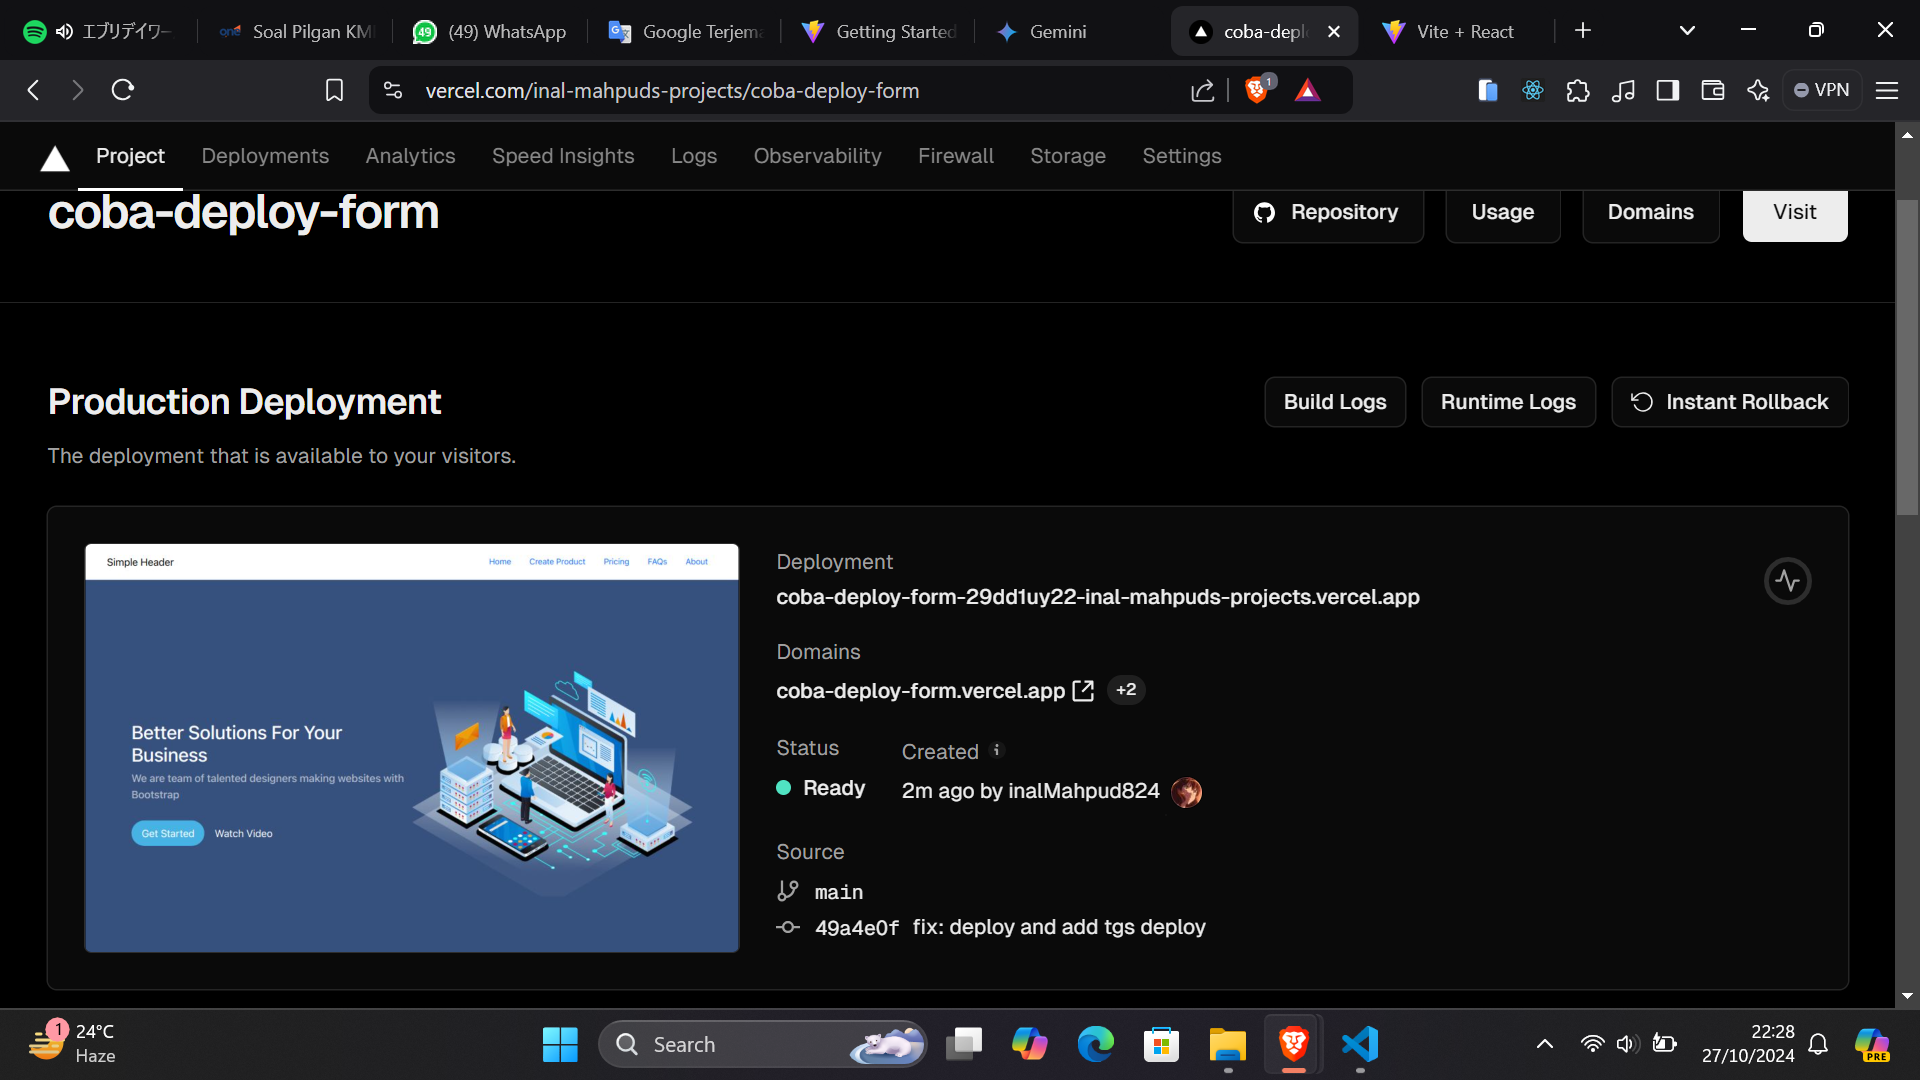 エブリデイワー
one Soal Pilgan KM
49 (49) WhatsApp
Google Terjema
Getting Started
Gemini
coba-depl
Vite + React
vercel.com/inal-mahpuds-projects/coba-deploy-form
1
VPN
Project Deployments Analytics Speed Insights Logs Observability Firewall Storage Settings
coba-deploy-form
Repository Usage Domains Visit
Production Deployment
Build Logs Runtime Logs Instant Rollback
The deployment that is available to your visitors.
Simple Header
Home Create Product Pricing FAQs About
Better Solutions For Your
Business
We are team of talented designers making websites with
Bootstrap
Get Started Watch Video
Deployment
coba-deploy-form-29dd1uy22-inal-mahpuds-projects.vercel.app
Domains
coba-deploy-form.vercel.app +2
Status Created
Ready 2m ago by inalMahpud824
Source
main
49a4e0f fix: deploy and add tgs deploy
1
24°C
Haze
Search
22:28
27/10/2024
PRE